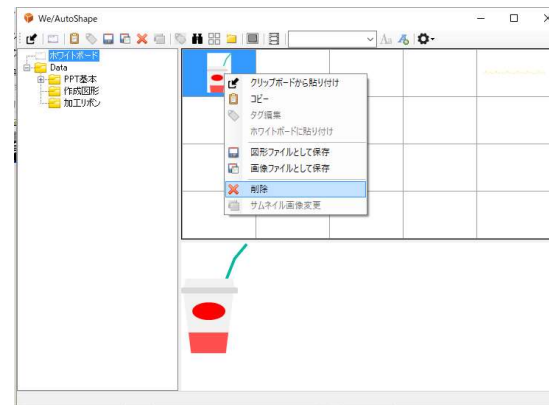 We/AutoShape
ホワイトボード
Data
PPT基本
作成図形
加工リボン
クリップボードから貼り付け
コピー
タグ編集
ホワイトボードに貼り付け
図形ファイルとして保存
画像ファイルとして保存
削除
サムネイル画像変更